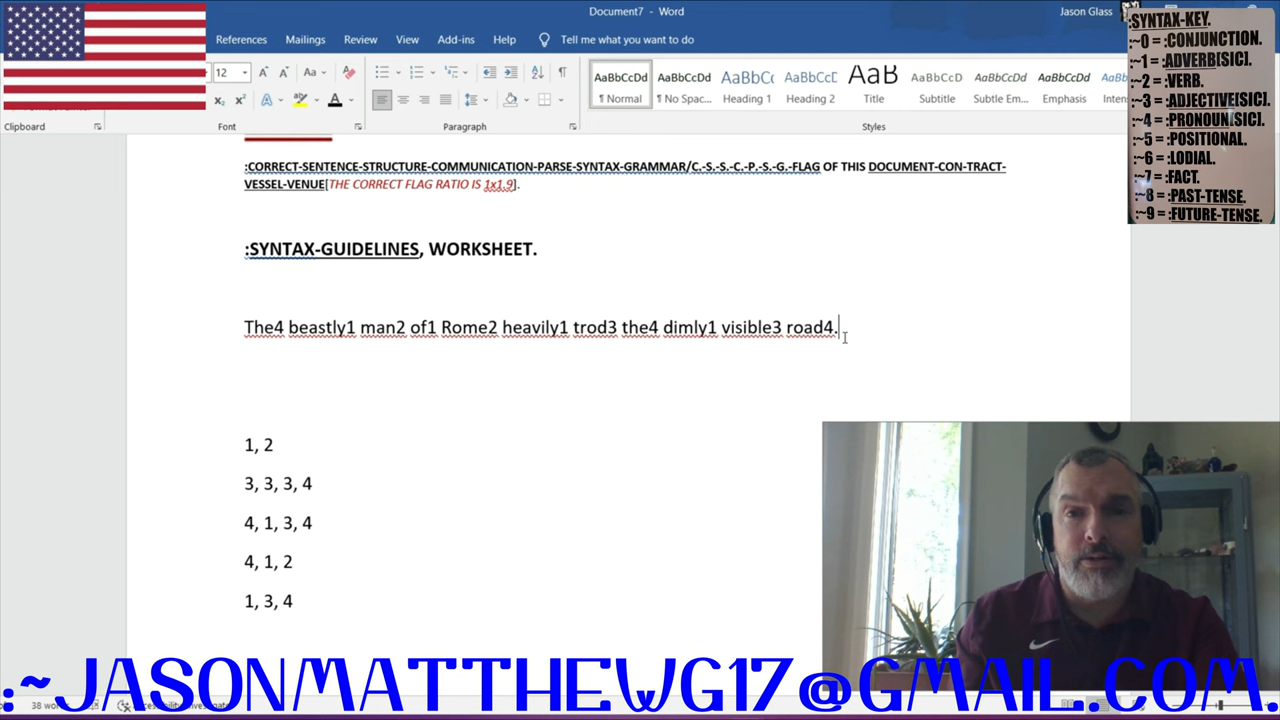 Document7 - Word
Jason Glass
References Mailings Review View Add-ins Help Tell me what you want to do
12
Aa
AaBbCcDd AaBbCcDd AaBbCc AaBbCcD AaB AaBbCcD AaBbCcDd AaBbCcDd
¶ Normal ¶ No Spac... Heading 1 Heading 2 Title Subtitle Subtle Em... Emphasis
Clipboard Font Paragraph Styles
:SYNTAX-KEY.
:~0 = :CONJUNCTION.
:~1 = :ADVERB[SIC].
:~2 = :VERB.
:~3 = :ADJECTIVE[SIC].
:~4 = :PRONOUN[SIC].
:~5 = :POSITIONAL.
:~6 = :LODIAL.
:~7 = :FACT.
:~8 = :PAST-TENSE.
:~9 = :FUTURE-TENSE.
:CORRECT-SENTENCE-STRUCTURE-COMMUNICATION-PARSE-SYNTAX-GRAMMAR/C.-S.-S.-C.-P.-S.-G.-FLAG OF THIS DOCUMENT-CON-TRACT-
VESSEL-VENUE[THE CORRECT FLAG RATIO IS 1x1.9].
:SYNTAX-GUIDELINES, WORKSHEET.
The4 beastly1 man2 of1 Rome2 heavily1 trod3 the4 dimly1 visible3 road4.
1, 2
3, 3, 3, 4
4, 1, 3, 4
4, 1, 2
1, 3, 4
:~JASONMATTHEWG17@GMAIL.COM.